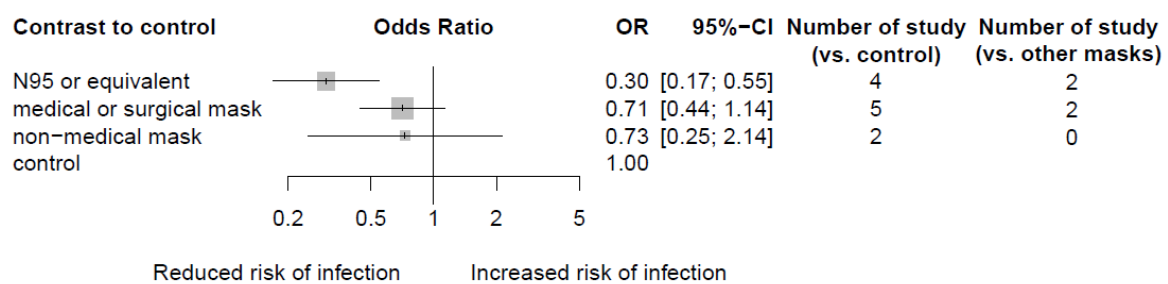 Contrast to control Odds Ratio OR 95%−CI Number of study (vs. control) Number of study (vs. other masks)
N95 or equivalent 0.30 [0.17; 0.55] 4 2
medical or surgical mask 0.71 [0.44; 1.14] 5 2
non−medical mask 0.73 [0.25; 2.14] 2 0
control 1.00
0.2 0.5 1 2 5
Reduced risk of infection Increased risk of infection